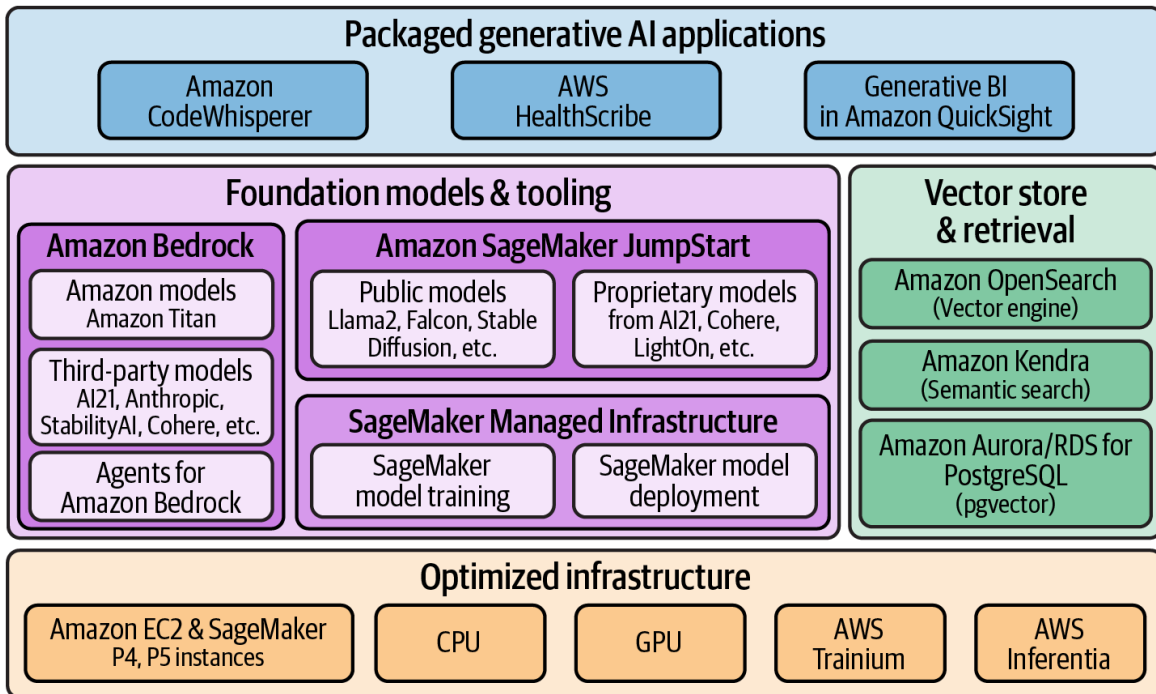 Packaged generative AI applications
Amazon
CodeWhisperer
AWS
HealthScribe
Generative BI
in Amazon QuickSight
Foundation models & tooling
Amazon Bedrock
Amazon models
Amazon Titan
Third-party models
AI21, Anthropic,
StabilityAI, Cohere, etc.
Agents for
Amazon Bedrock
Amazon SageMaker JumpStart
Public models
Llama2, Falcon, Stable
Diffusion, etc.
Proprietary models
from AI21, Cohere,
LightOn, etc.
SageMaker Managed Infrastructure
SageMaker
model training
SageMaker model
deployment
Vector store
& retrieval
Amazon OpenSearch
(Vector engine)
Amazon Kendra
(Semantic search)
Amazon Aurora/RDS for
PostgreSQL
(pgvector)
Optimized infrastructure
Amazon EC2 & SageMaker
P4, P5 instances
CPU
GPU
AWS
Trainium
AWS
Inferentia